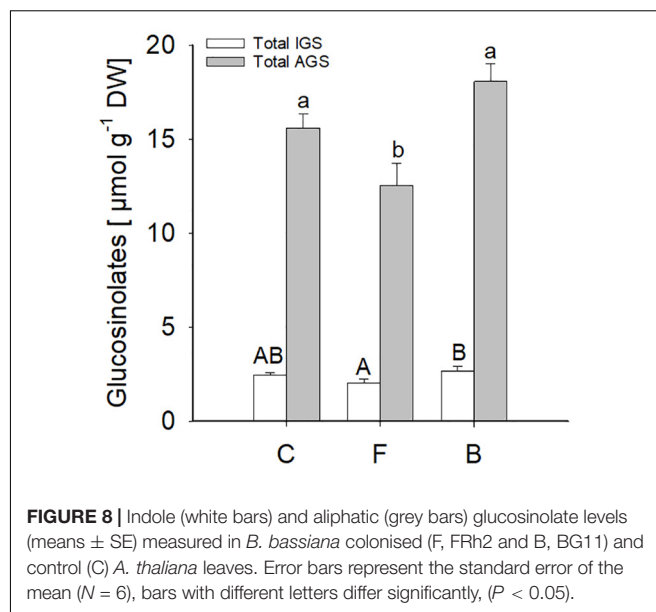 20
Total IGS
Total AGS
a
a
15
b
10
5
AB
A
B
0
Glucosinolates [ μmol g⁻¹ DW]
C F B
FIGURE 8 | Indole (white bars) and aliphatic (grey bars) glucosinolate levels
(means ± SE) measured in B. bassiana colonised (F, FRh2 and B, BG11) and
control (C) A. thaliana leaves. Error bars represent the standard error of the
mean (N = 6), bars with different letters differ significantly, (P < 0.05).